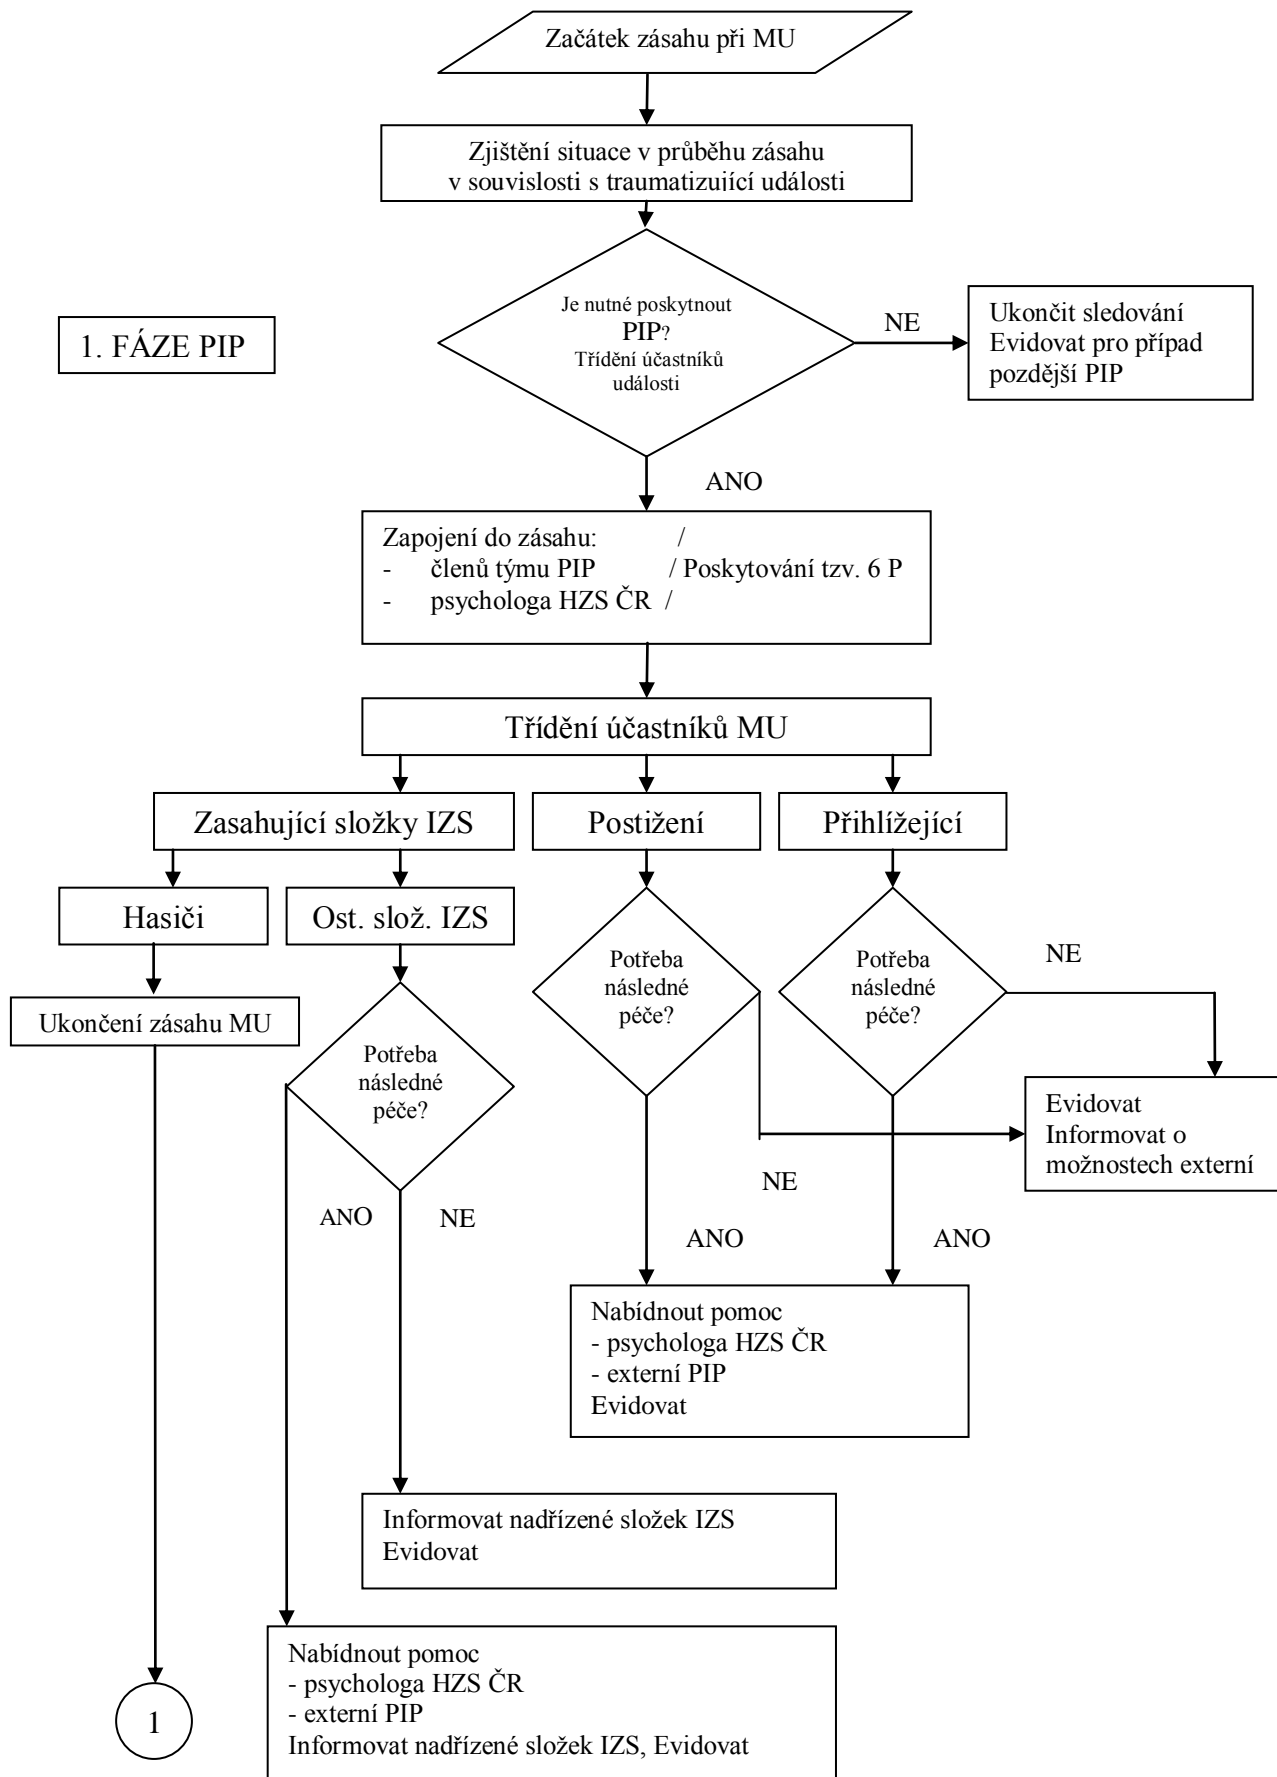 Začátek zásahu při MU
Zjištění situace v průběhu zásahu
v souvislosti s traumatizující události
Je nutné poskytnout
PIP?
Třídění účastníků
události
NE
Ukončit sledování
Evidovat pro případ
pozdější PIP
1. FÁZE PIP
ANO
Zapojení do zásahu: /
- členů týmu PIP / Poskytování tzv. 6 P
- psychologa HZS ČR /
Třídění účastníků MU
Zasahující složky IZS
Postižení
Přihlížející
Hasiči
Ost. slož. IZS
Potřeba
následné
péče?
Potřeba
následné
péče?
NE
Ukončení zásahu MU
Potřeba
následné
péče?
Evidovat
Informovat o
možnostech externí
NE
ANO
NE
ANO
ANO
Nabídnout pomoc
- psychologa HZS ČR
- externí PIP
Evidovat
Informovat nadřízené složek IZS
Evidovat
Nabídnout pomoc
- psychologa HZS ČR
- externí PIP
Informovat nadřízené složek IZS, Evidovat
1